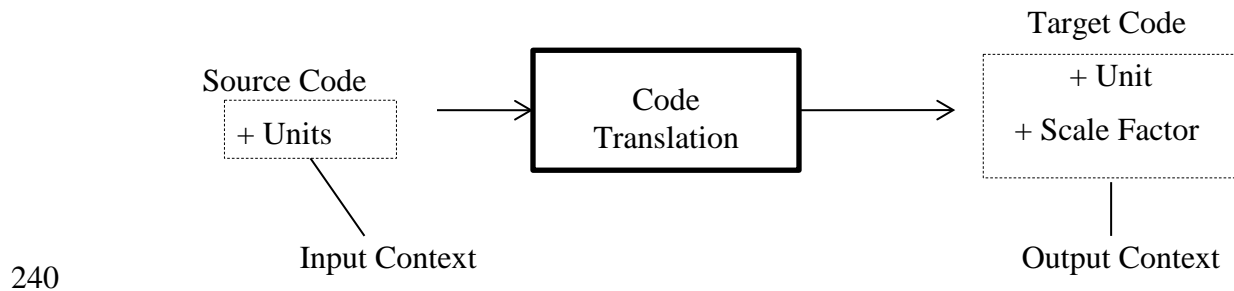 Source Code
+ Units
Input Context
Code
Translation
Target Code
+ Unit
+ Scale Factor
Output Context
240